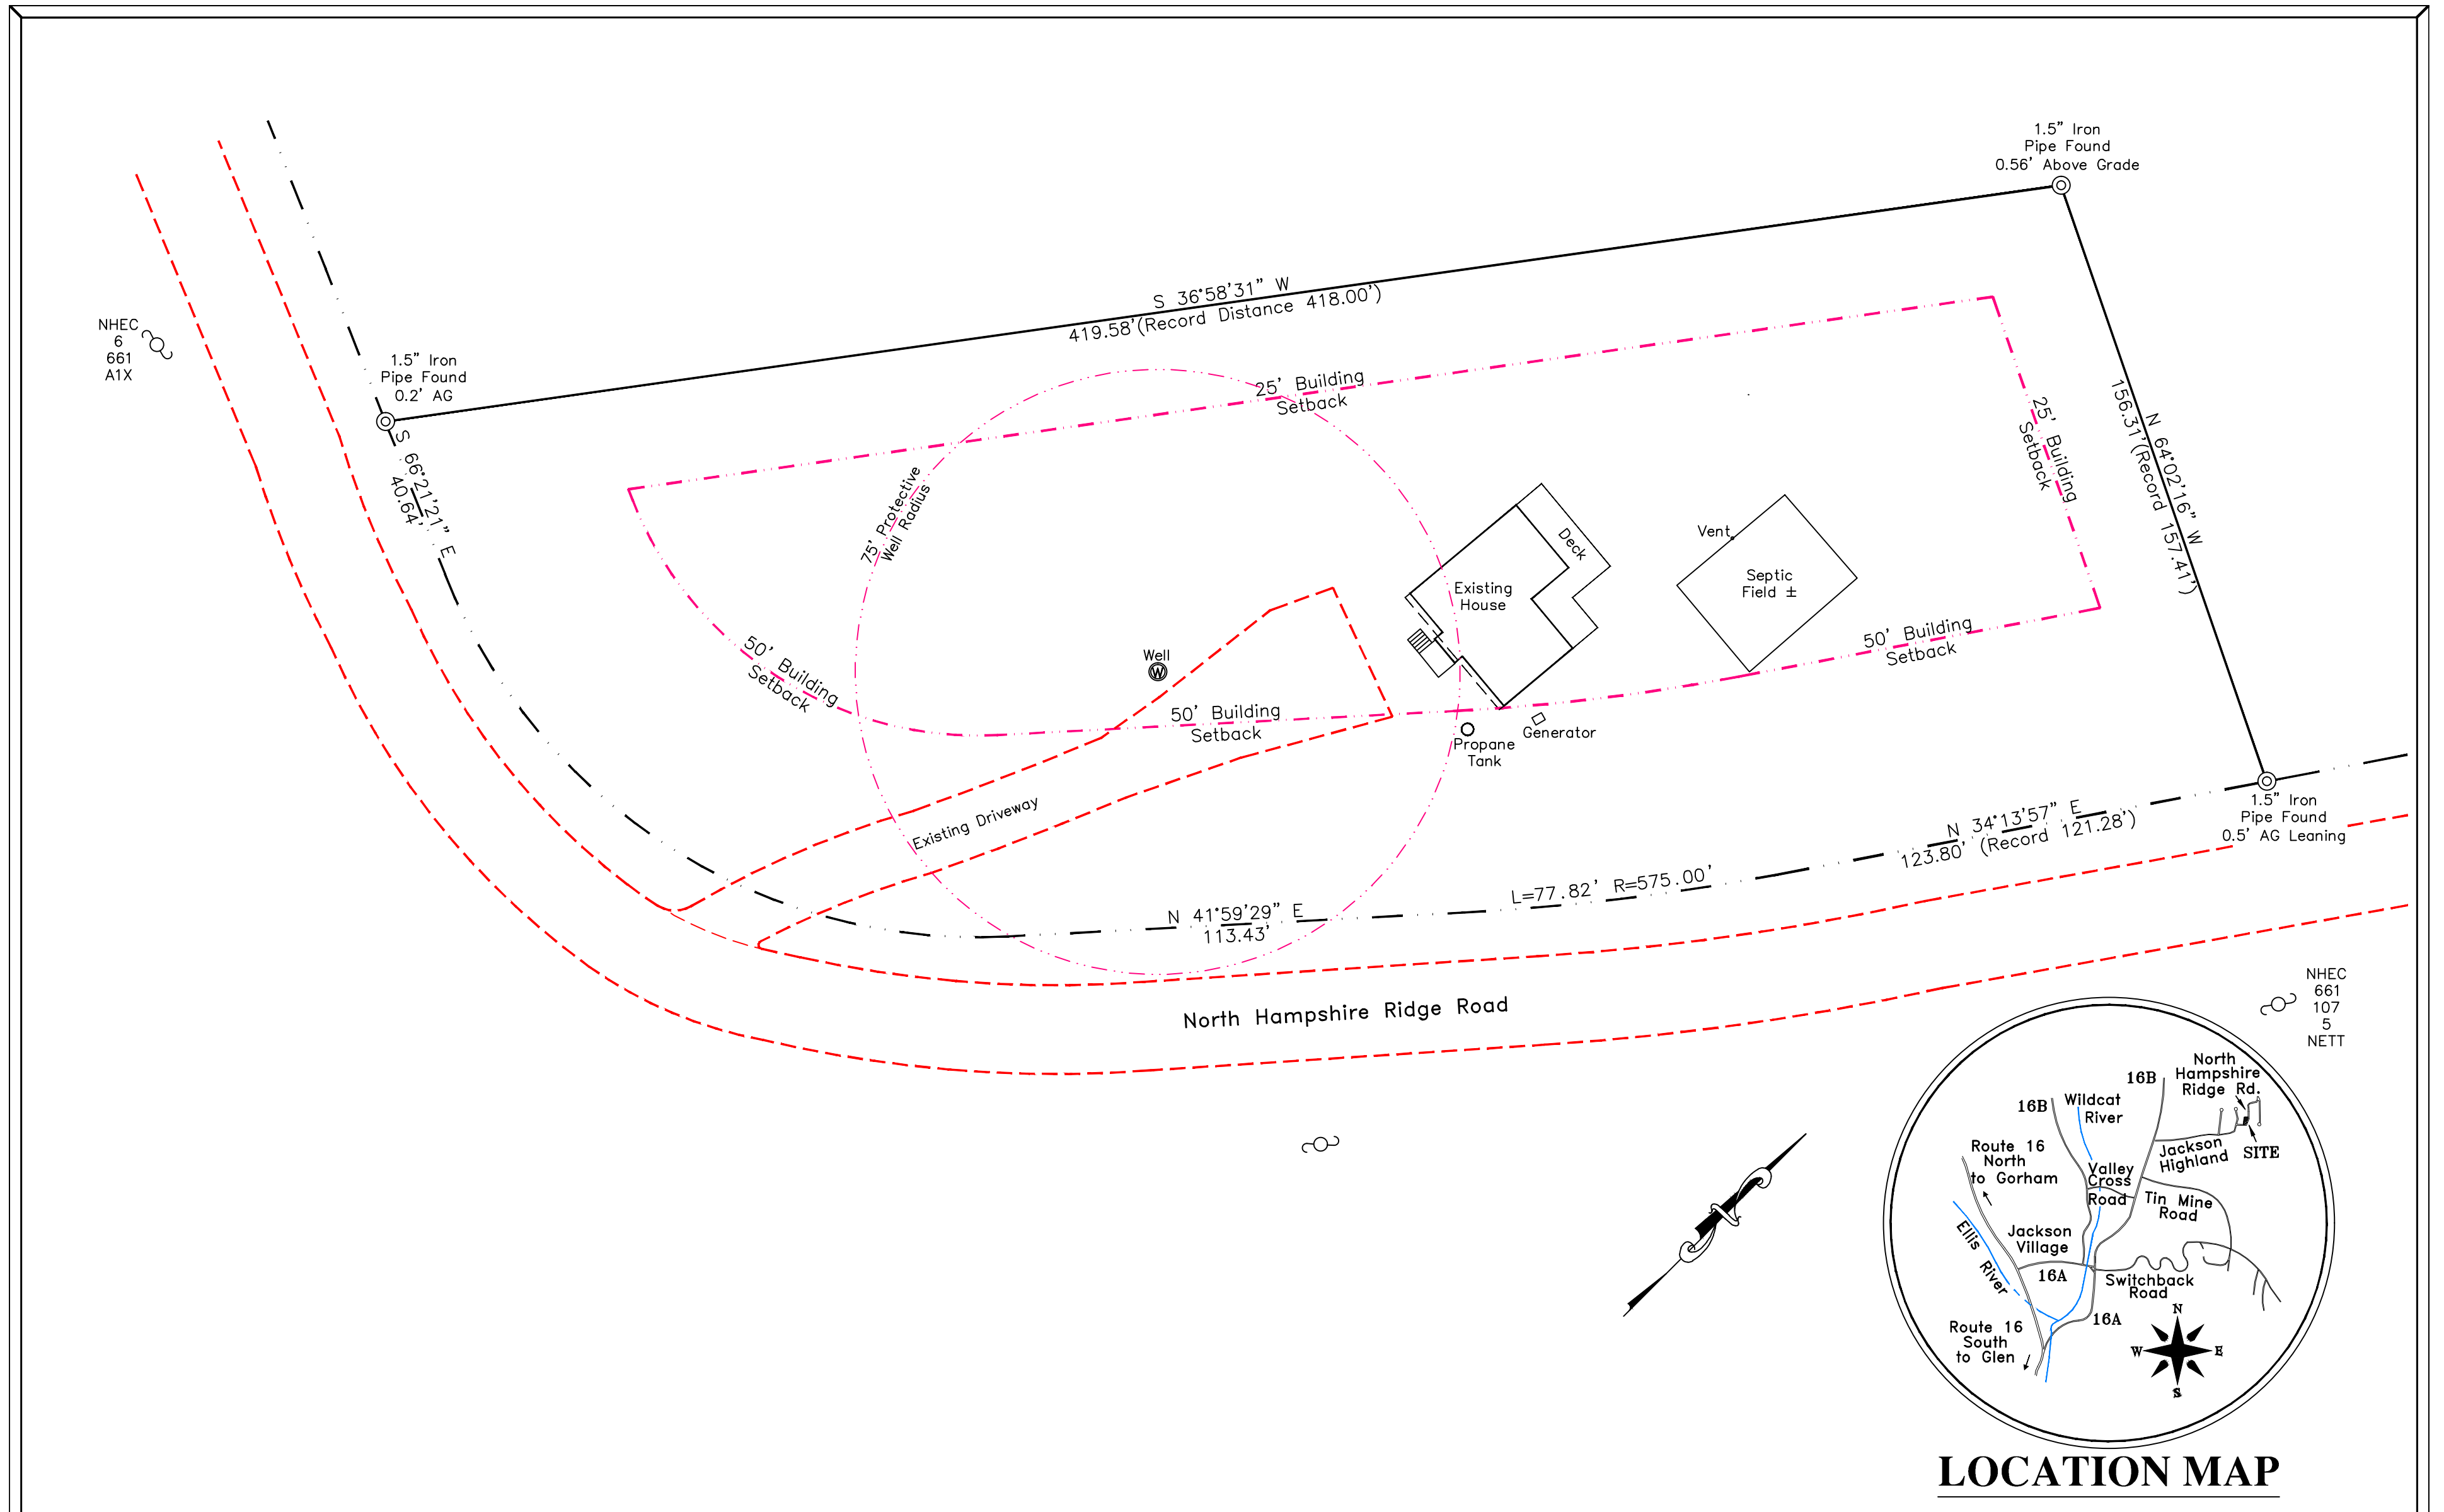 1.5" Iron
Pipe Found
0.56' Above Grade
S 36°58'31" W
419.58'(Record Distance 418.00')
NHEC
6
661
A1X
1.5" Iron
Pipe Found
0.2' AG
S 66°21'21" E
40.64'
25' Building
Setback
25' Building
Setback
N 64°02'16" W
156.31'(Record 157.41')
75' Protective
Well Radius
Deck
Vent
Existing
House
Septic
Field ±
Well
50' Building
Setback
50' Building
Setback
50' Building
Setback
Propane
Tank
Generator
Existing Driveway
1.5" Iron
Pipe Found
0.5' AG Leaning
N 34°13'57" E
123.80' (Record 121.28')
L=77.82' R=575.00'
N 41°59'29" E
113.43'
North Hampshire Ridge Road
NHEC
661
107
5
NETT
North
Hampshire
Ridge Rd.
16B
16B
Wildcat
River
Route 16
North
to Gorham
Jackson
Highland
SITE
Valley
Cross
Road
Tin Mine
Road
Ellis River
Jackson
Village
16A
Switchback
Road
16A
Route 16
South
to Glen
N
W
E
S
W
LOCATION MAP